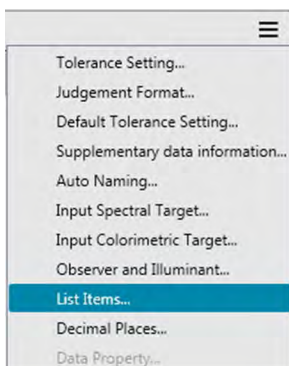 Tolerance Setting...
Judgement Format...
Default Tolerance Setting...
Supplementary data information...
Auto Naming...
Input Spectral Target...
Input Colorimetric Target...
Observer and Illuminant...
List Items...
Decimal Places...
Data Property...